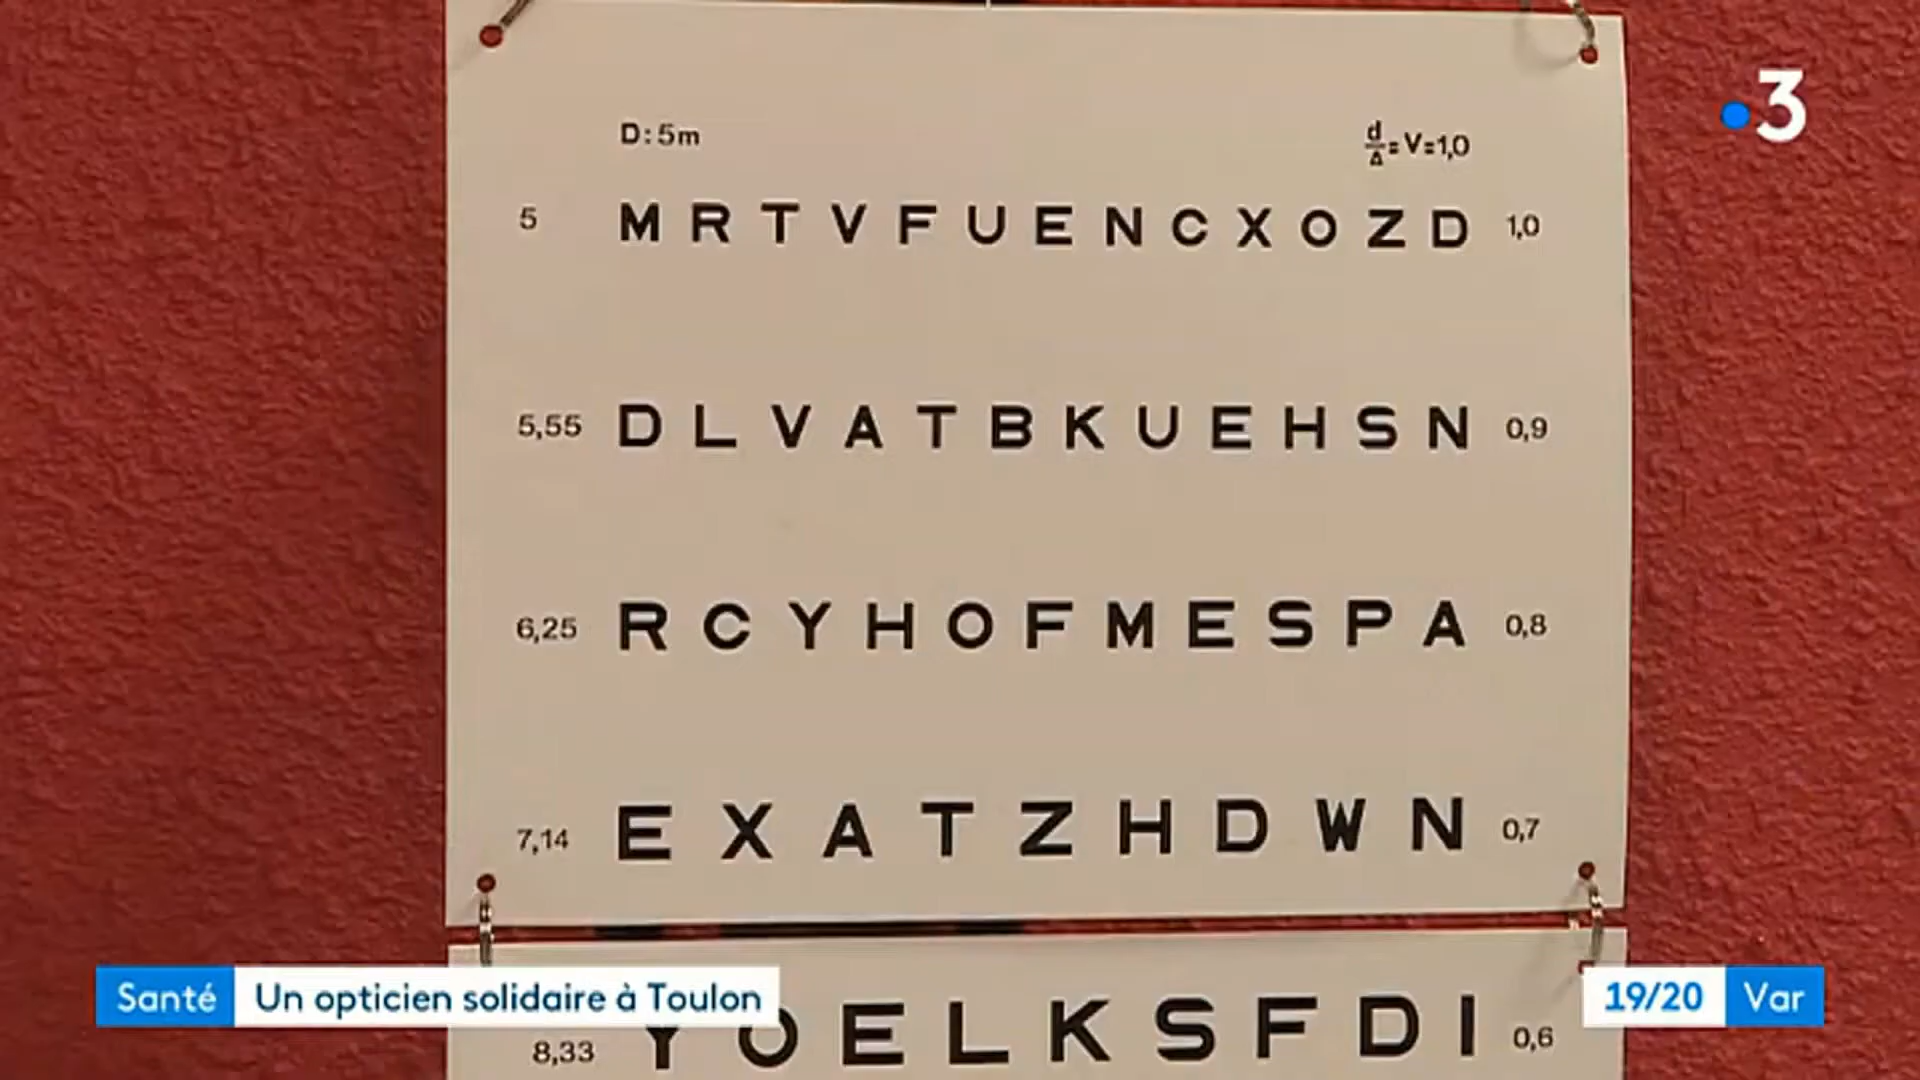 3
D:5m d/Δ=V=1,0
5 M R T V F U E N C X O Z D 1,0
5,55 D L V A T B K U E H S N 0,9
6,25 R C Y H O F M E S P A 0,8
7,14 E X A T Z H D W N 0,7
Santé Un opticien solidaire à Toulon 19/20 Var
8,33 Y O E L K S F D I 0,6